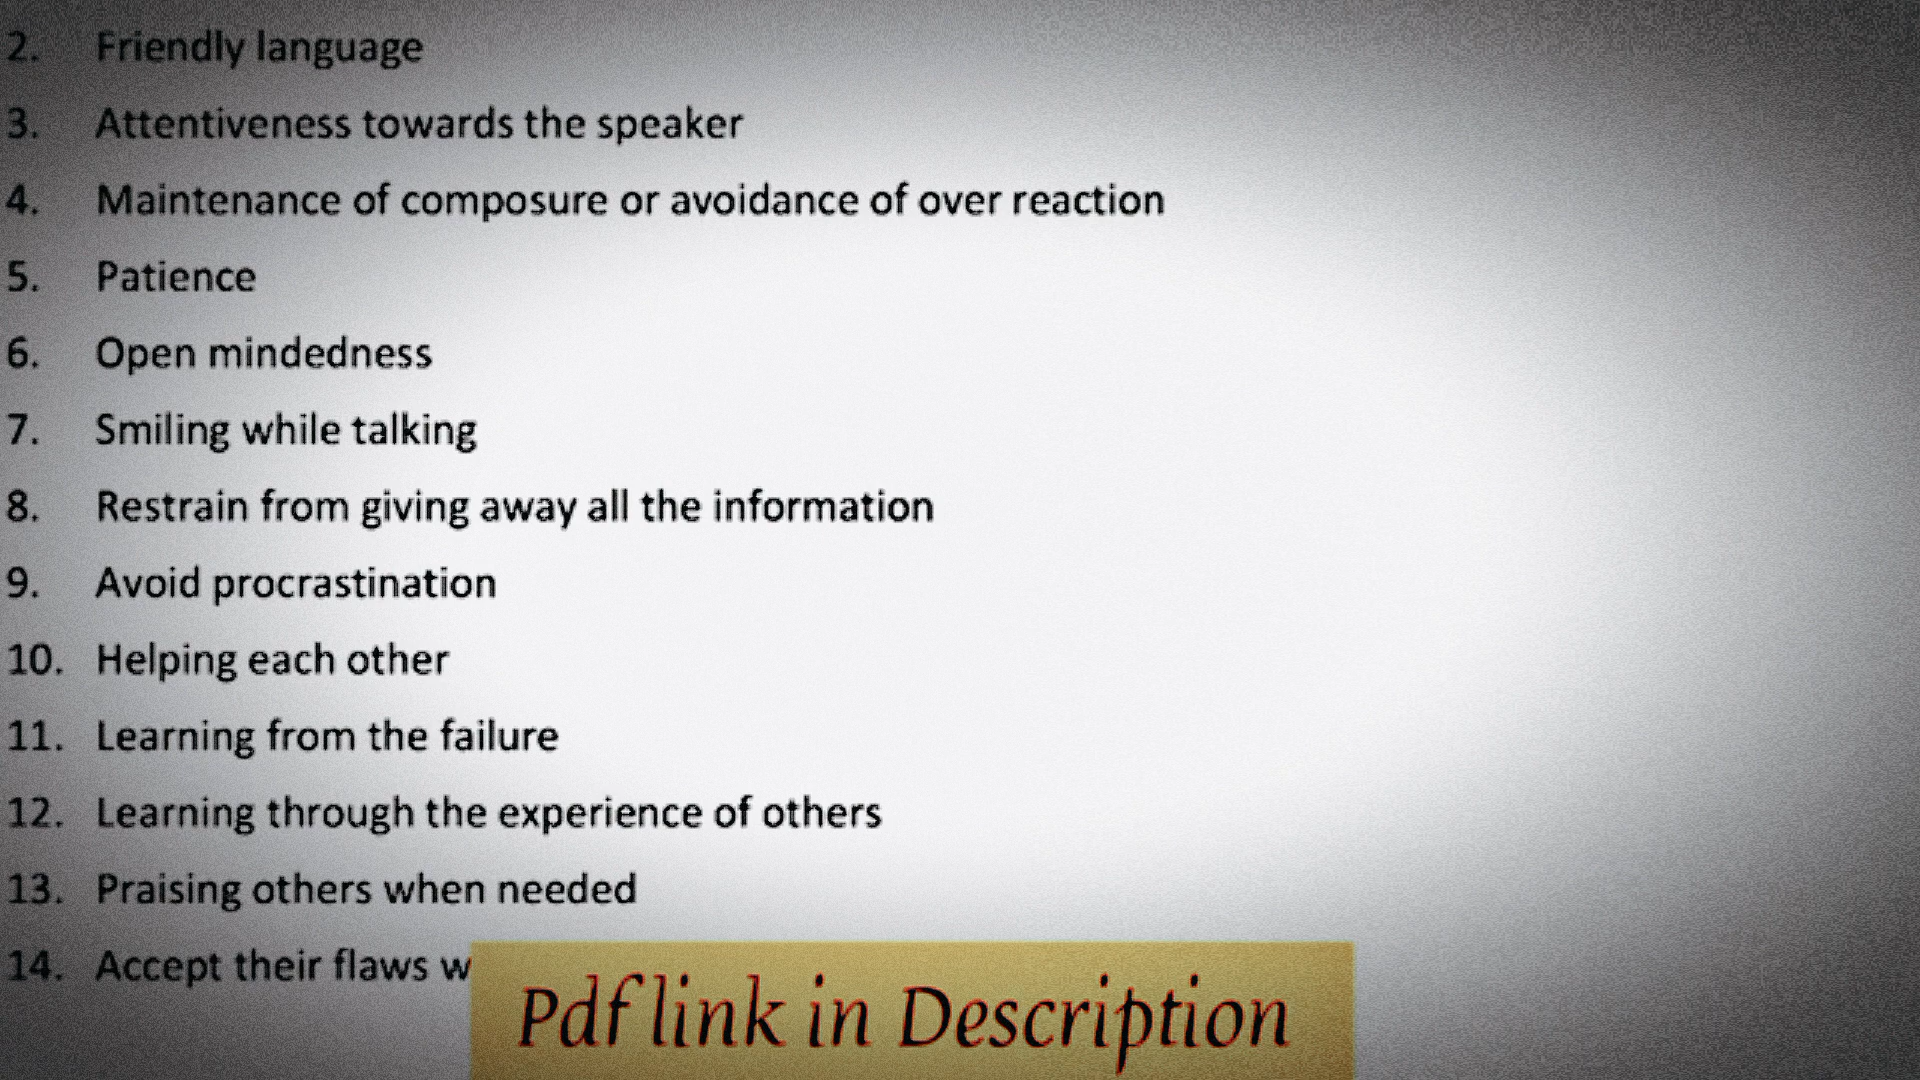 2. Friendly language
3. Attentiveness towards the speaker
4. Maintenance of composure or avoidance of over reaction
5. Patience
6. Open mindedness
7. Smiling while talking
8. Restrain from giving away all the information
9. Avoid procrastination
10. Helping each other
11. Learning from the failure
12. Learning through the experience of others
13. Praising others when needed
14. Accept their flaws
Pdf link in Description